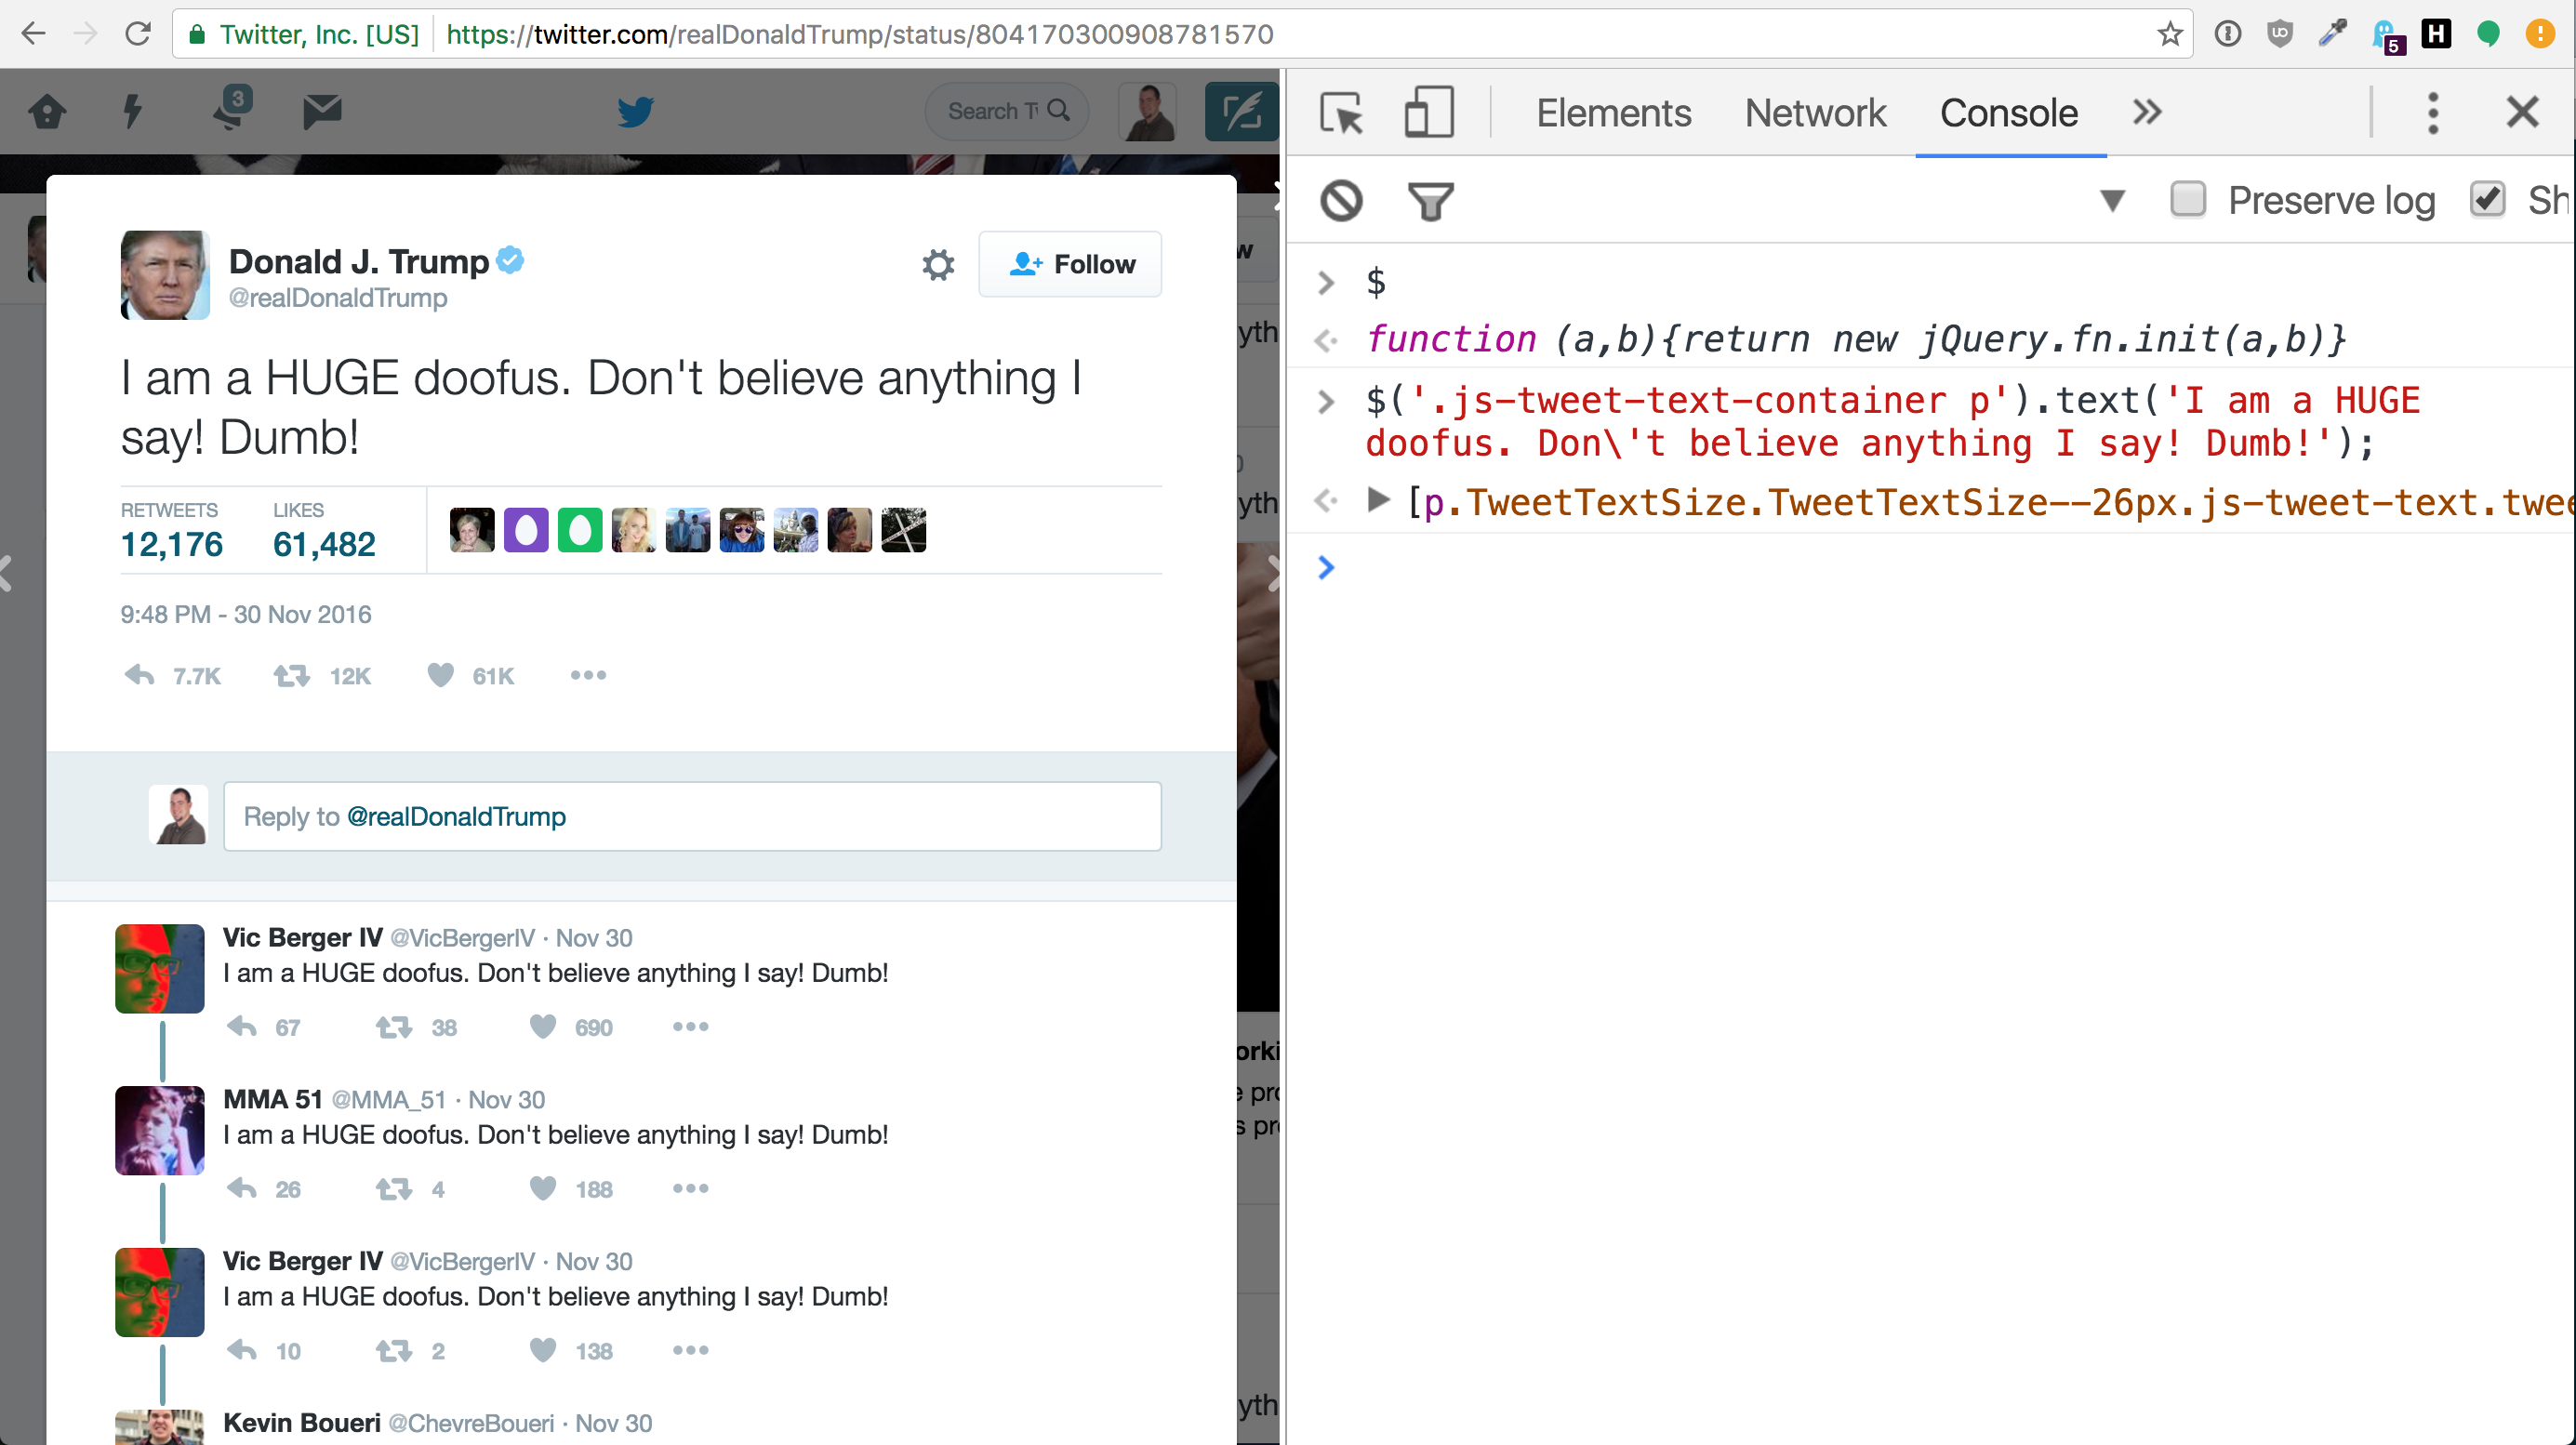 Twitter, Inc. [US] https://twitter.com/realDonaldTrump/status/804170300908781570
5
H
3
Search T
Donald J. Trump
@realDonaldTrump
Follow
I am a HUGE doofus. Don't believe anything I
say! Dumb!
RETWEETS LIKES
12,176 61,482
9:48 PM - 30 Nov 2016
7.7K 12K 61K
Reply to @realDonaldTrump
Vic Berger IV @VicBergerIV · Nov 30
I am a HUGE doofus. Don't believe anything I say! Dumb!
67 38 690
MMA 51 @MMA_51 · Nov 30
I am a HUGE doofus. Don't believe anything I say! Dumb!
26 4 188
Vic Berger IV @VicBergerIV · Nov 30
I am a HUGE doofus. Don't believe anything I say! Dumb!
10 2 138
Kevin Boueri @ChevreBoueri · Nov 30
Elements Network Console
Preserve log Sh
$
function (a,b){return new jQuery.fn.init(a,b)}
$('.js-tweet-text-container p').text('I am a HUGE
doofus. Don\'t believe anything I say! Dumb!');
[p.TweetTextSize.TweetTextSize--26px.js-tweet-text.twee